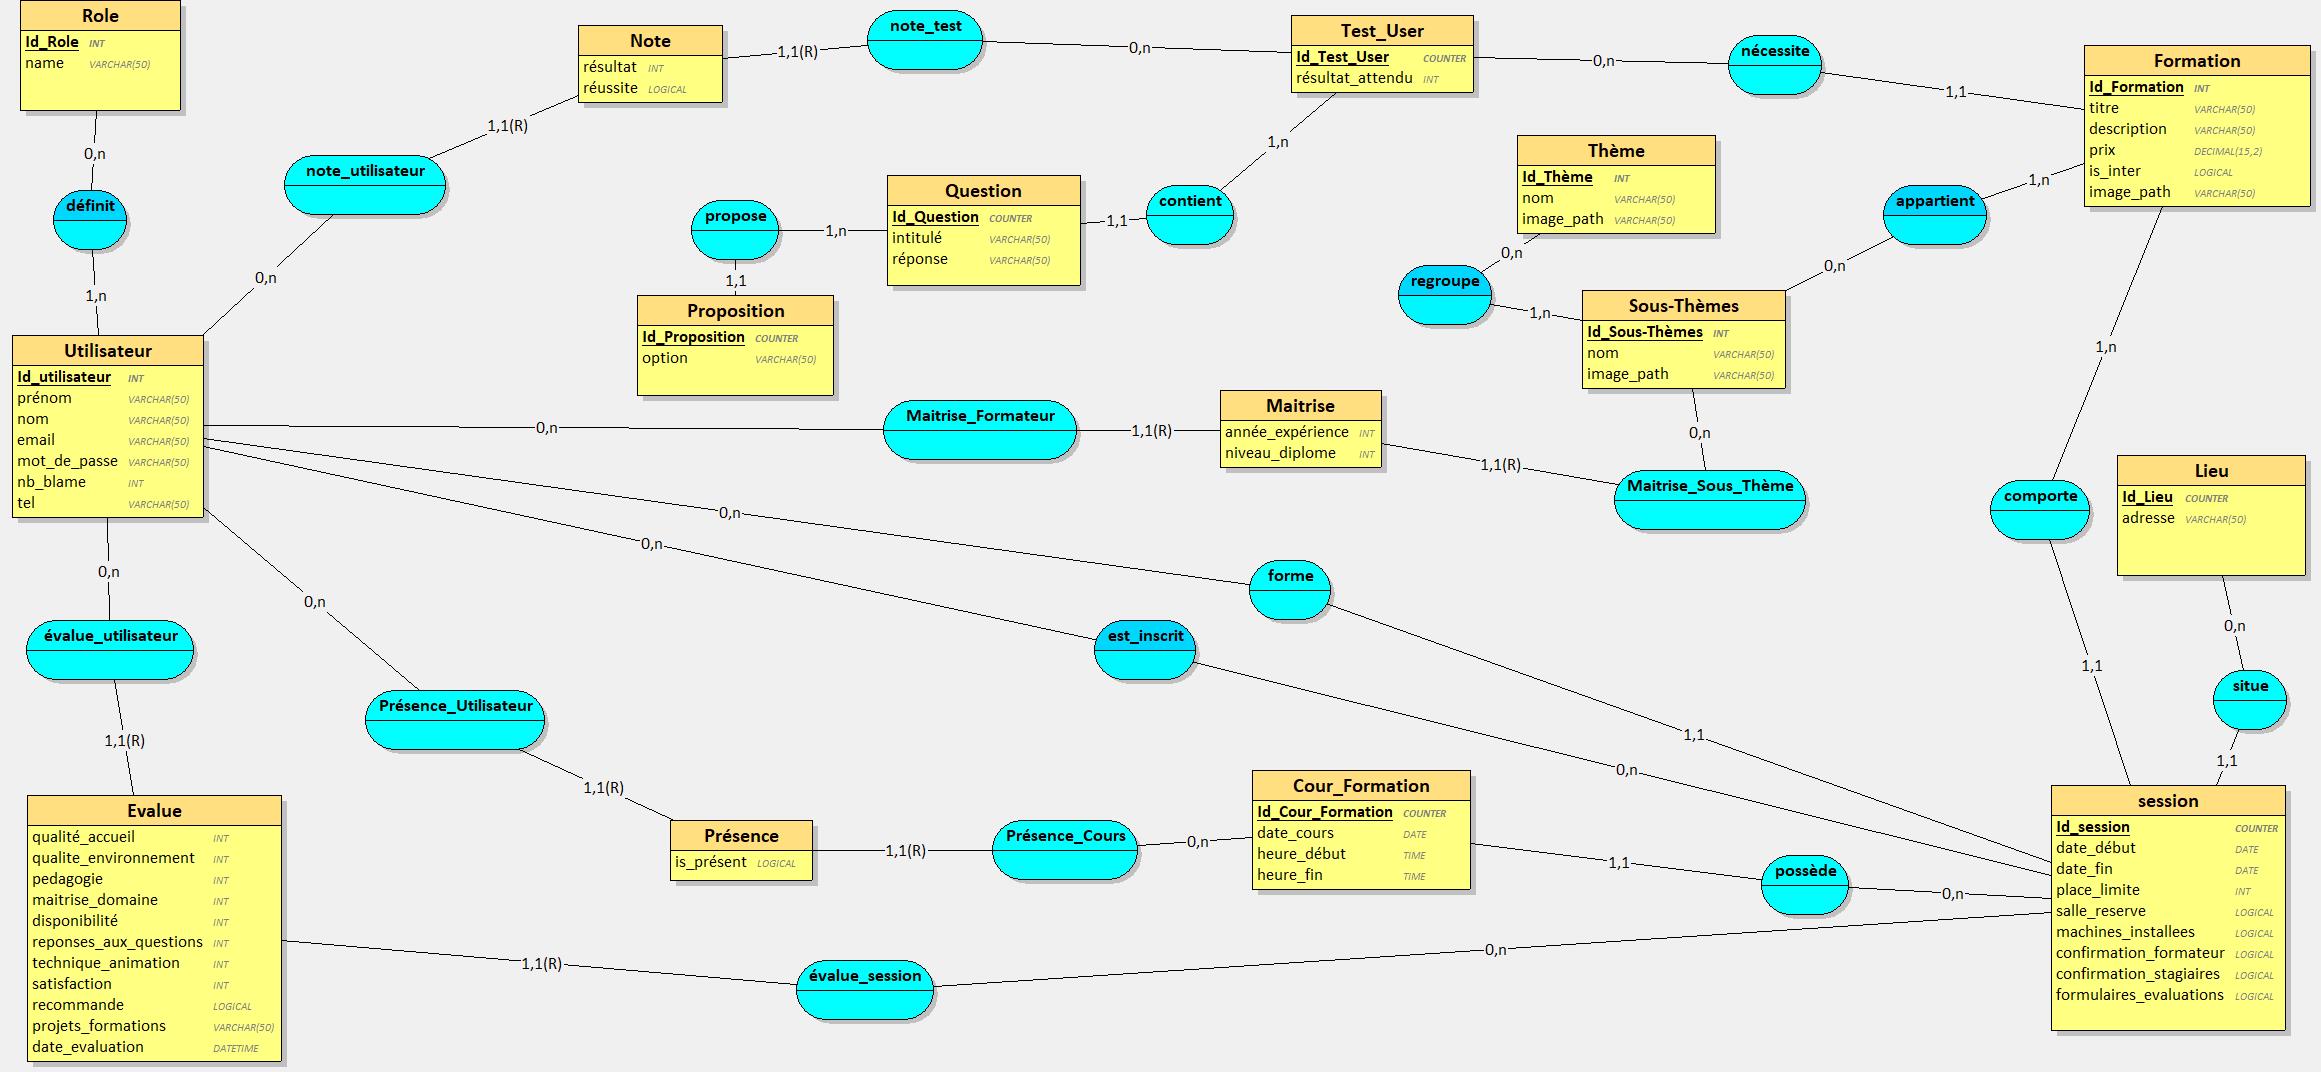 Role
Id_Role INT
name VARCHAR(50)
0,n
définit
1,n
Note
résultat INT
réussite LOGICAL
1,1(R)
note_test
0,n
1,1(R)
note_utilisateur
0,n
Test_User
Id_Test_User COUNTER
résultat_attendu INT
0,n
nécessite
1,1
Formation
Id_Formation INT
titre VARCHAR(50)
description VARCHAR(50)
prix DECIMAL(15,2)
is_inter LOGICAL
image_path VARCHAR(50)
1,n
contient
1,1
Question
Id_Question COUNTER
intitulé VARCHAR(50)
réponse VARCHAR(50)
1,n
propose
1,1
Proposition
Id_Proposition COUNTER
option VARCHAR(50)
Thème
Id_Thème INT
nom VARCHAR(50)
image_path VARCHAR(50)
0,n
regroupe
1,n
Sous-Thèmes
Id_Sous-Thèmes INT
nom VARCHAR(50)
image_path VARCHAR(50)
0,n
appartient
1,n
Utilisateur
Id_utilisateur INT
prénom VARCHAR(50)
nom VARCHAR(50)
email VARCHAR(50)
mot_de_passe VARCHAR(50)
nb_blame INT
tel VARCHAR(50)
0,n
Maitrise_Formateur
1,1(R)
Maitrise
année_expérience INT
niveau_diplome INT
1,1(R)
Maitrise_Sous_Thème
0,n
1,n
comporte
1,1
Lieu
Id_Lieu COUNTER
adresse VARCHAR(50)
0,n
situe
1,1
0,n
forme
1,1
0,n
est_inscrit
0,n
0,n
évalue_utilisateur
1,1(R)
0,n
Présence_Utilisateur
1,1(R)
Présence
is_présent LOGICAL
1,1(R)
Présence_Cours
0,n
Cour_Formation
Id_Cour_Formation COUNTER
date_cours DATE
heure_début TIME
heure_fin TIME
1,1
possède
0,n
session
Id_session COUNTER
date_début DATE
date_fin DATE
place_limite INT
salle_reserve LOGICAL
machines_installees LOGICAL
confirmation_formateur LOGICAL
confirmation_stagiaires LOGICAL
formulaires_evaluations LOGICAL
Evalue
qualité_accueil INT
qualite_environnement INT
pedagogie INT
maitrise_domaine INT
disponibilité INT
reponses_aux_questions INT
technique_animation INT
satisfaction INT
recommande LOGICAL
projets_formations VARCHAR(50)
date_evaluation DATETIME
1,1(R)
évalue_session
0,n